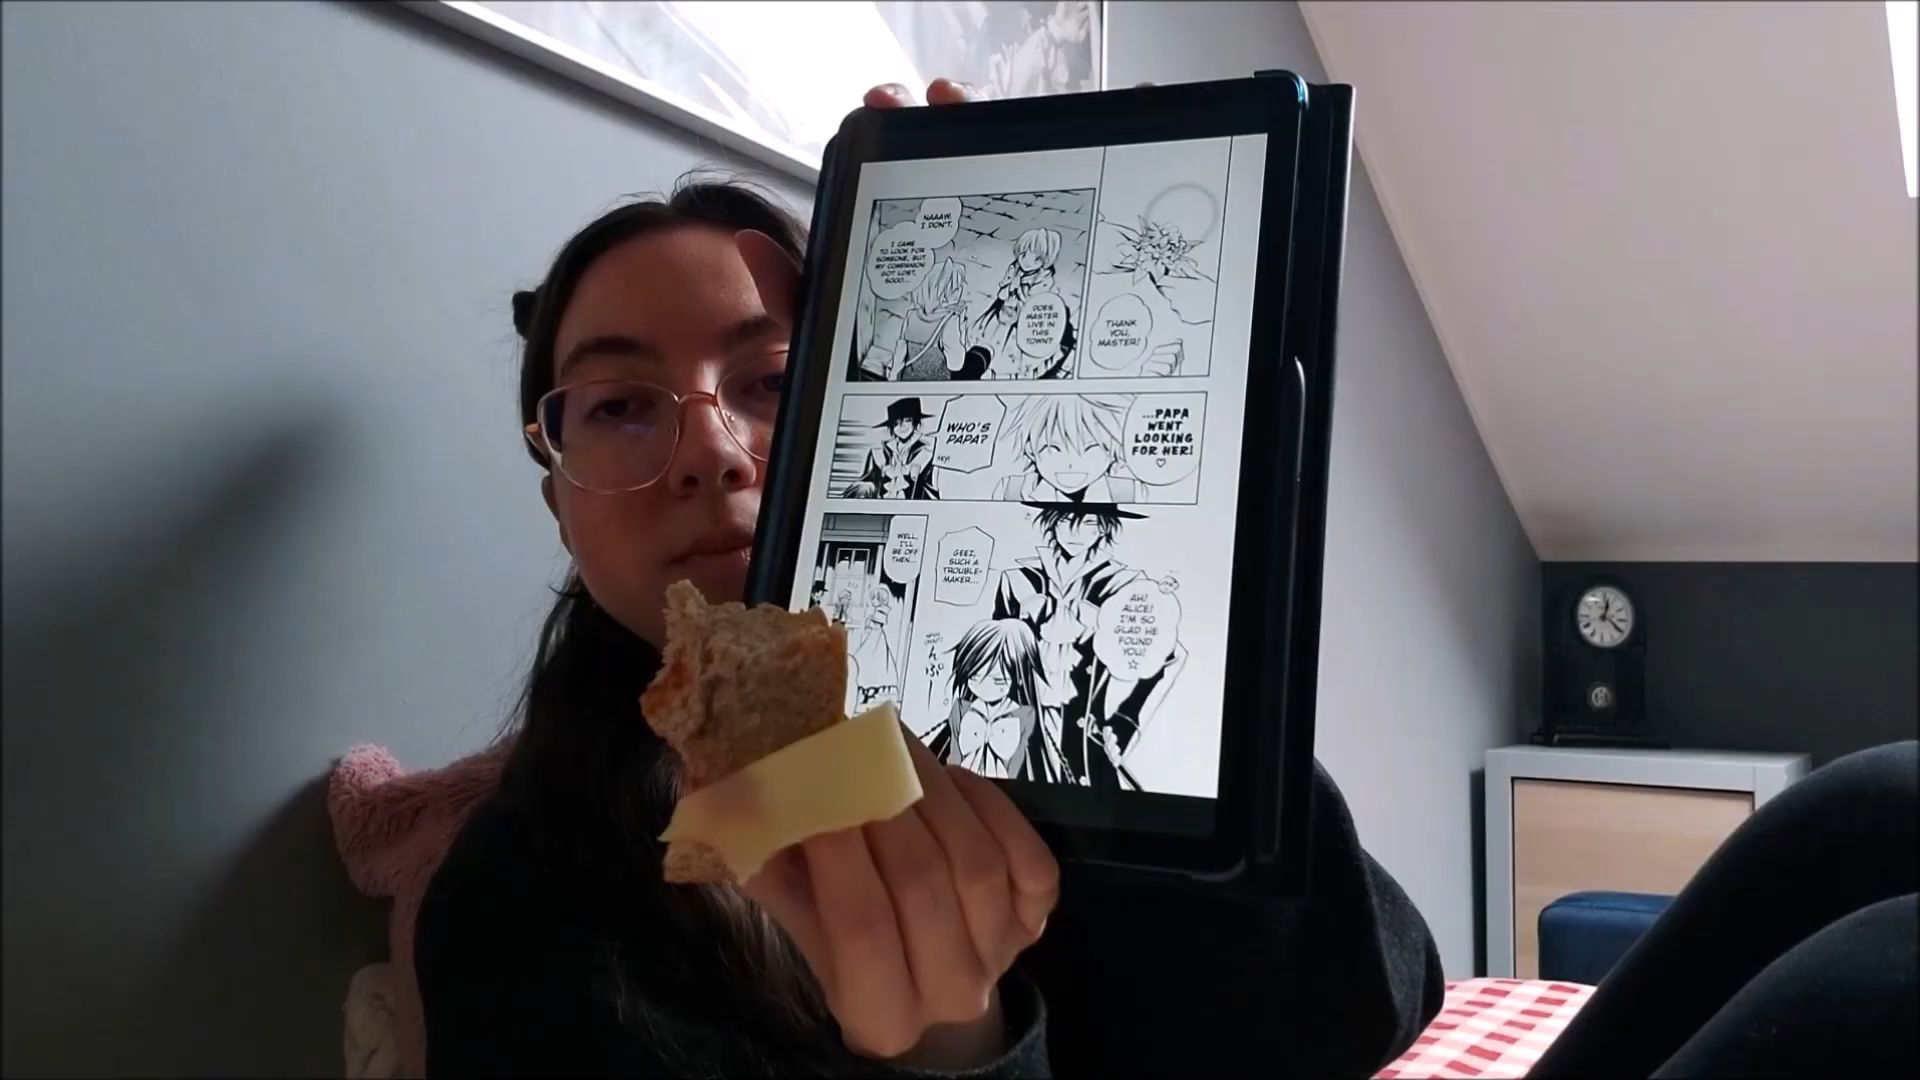 THANK
YOU,
MASTER!
NAAAW,
I DON'T.
I CAME
TO LOOK FOR
SOMEONE, BUT
MY COMPANION
GOT LOST,
SOOO...
DOES
MASTER
LIVE IN
THIS
TOWN?
...PAPA
WENT
LOOKING
FOR HER!
♡
WHO'S
PAPA?
HEY!
AH!
ALICE!
I'M SO
GLAD HE
FOUND
YOU!
☆
GEEZ,
SUCH A
TROUBLE-
MAKER...
WELL,
I'LL
BE OFF
THEN...